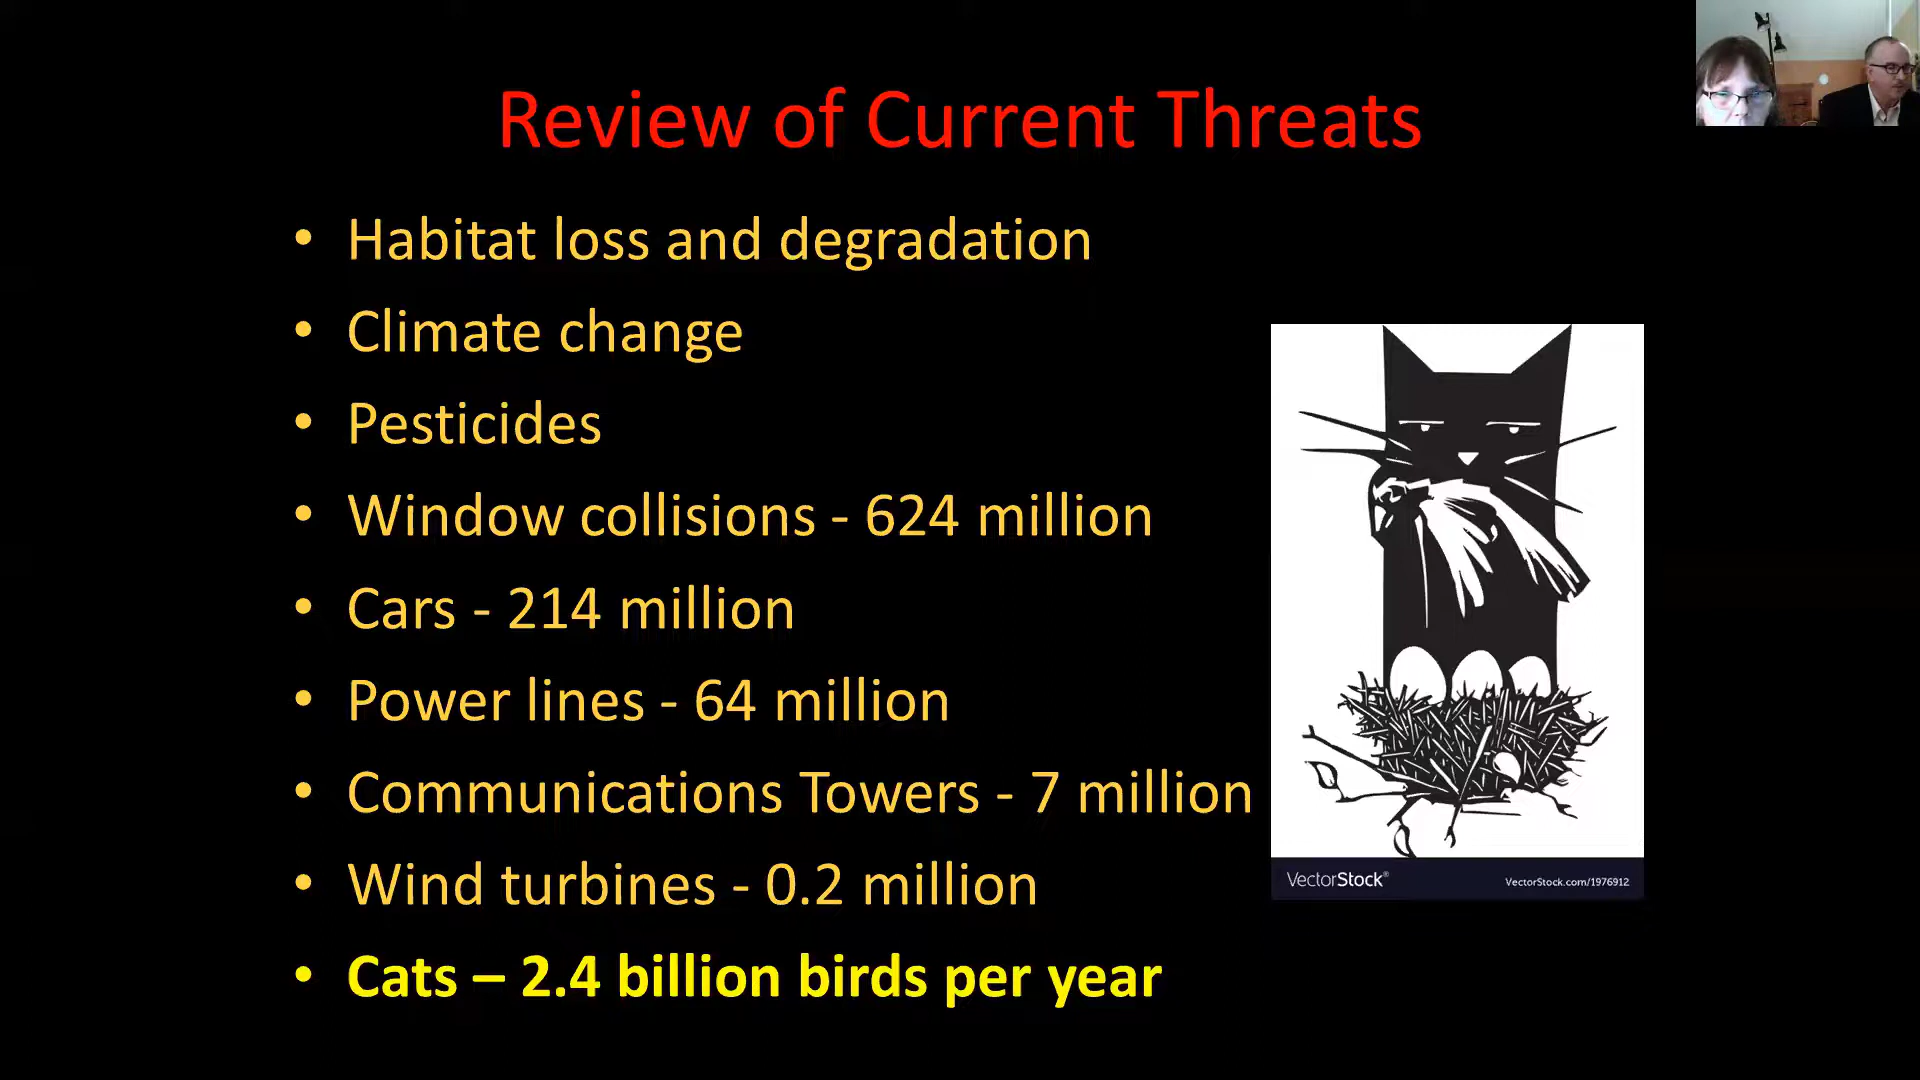 Review of Current Threats
• Habitat loss and degradation
• Climate change
• Pesticides
• Window collisions - 624 million
• Cars - 214 million
• Power lines - 64 million
• Communications Towers - 7 million
• Wind turbines - 0.2 million
• Cats – 2.4 billion birds per year
VectorStock®
VectorStock.com/1976912